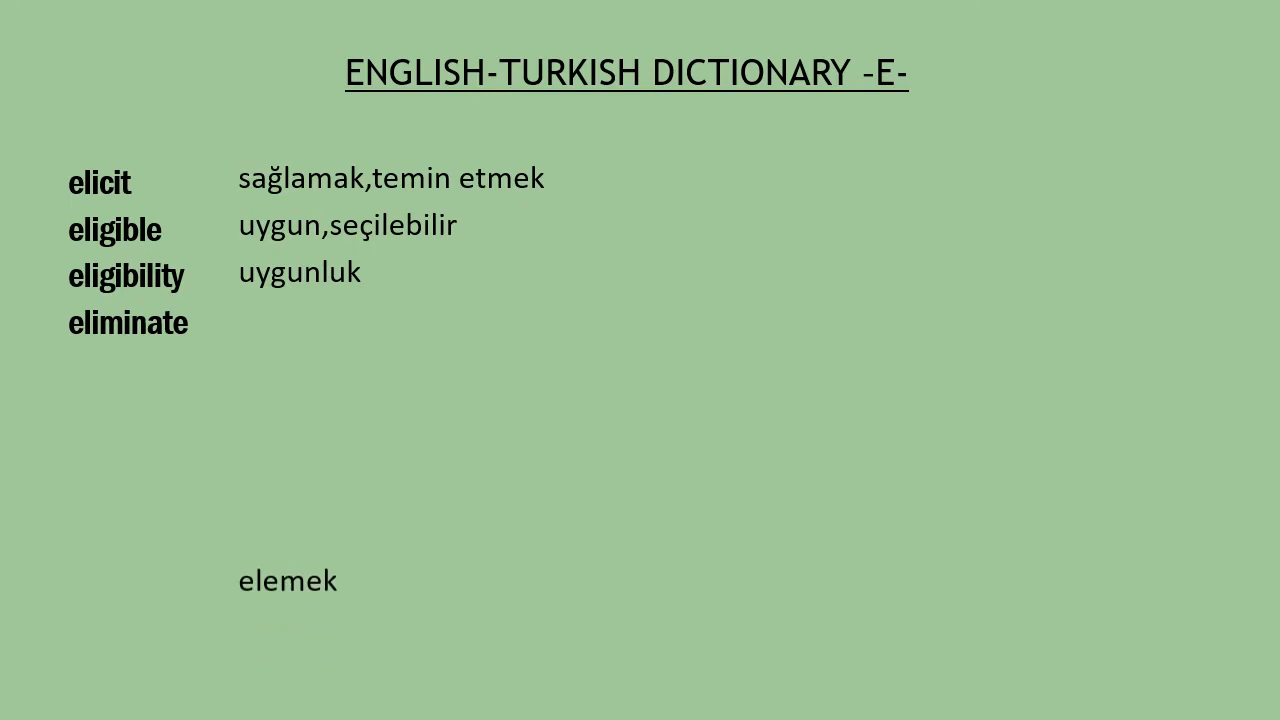 ENGLISH-TURKISH DICTIONARY –E-
elicit sağlamak,temin etmek
eligible uygun,seçilebilir
eligibility uygunluk
eliminate
elemek